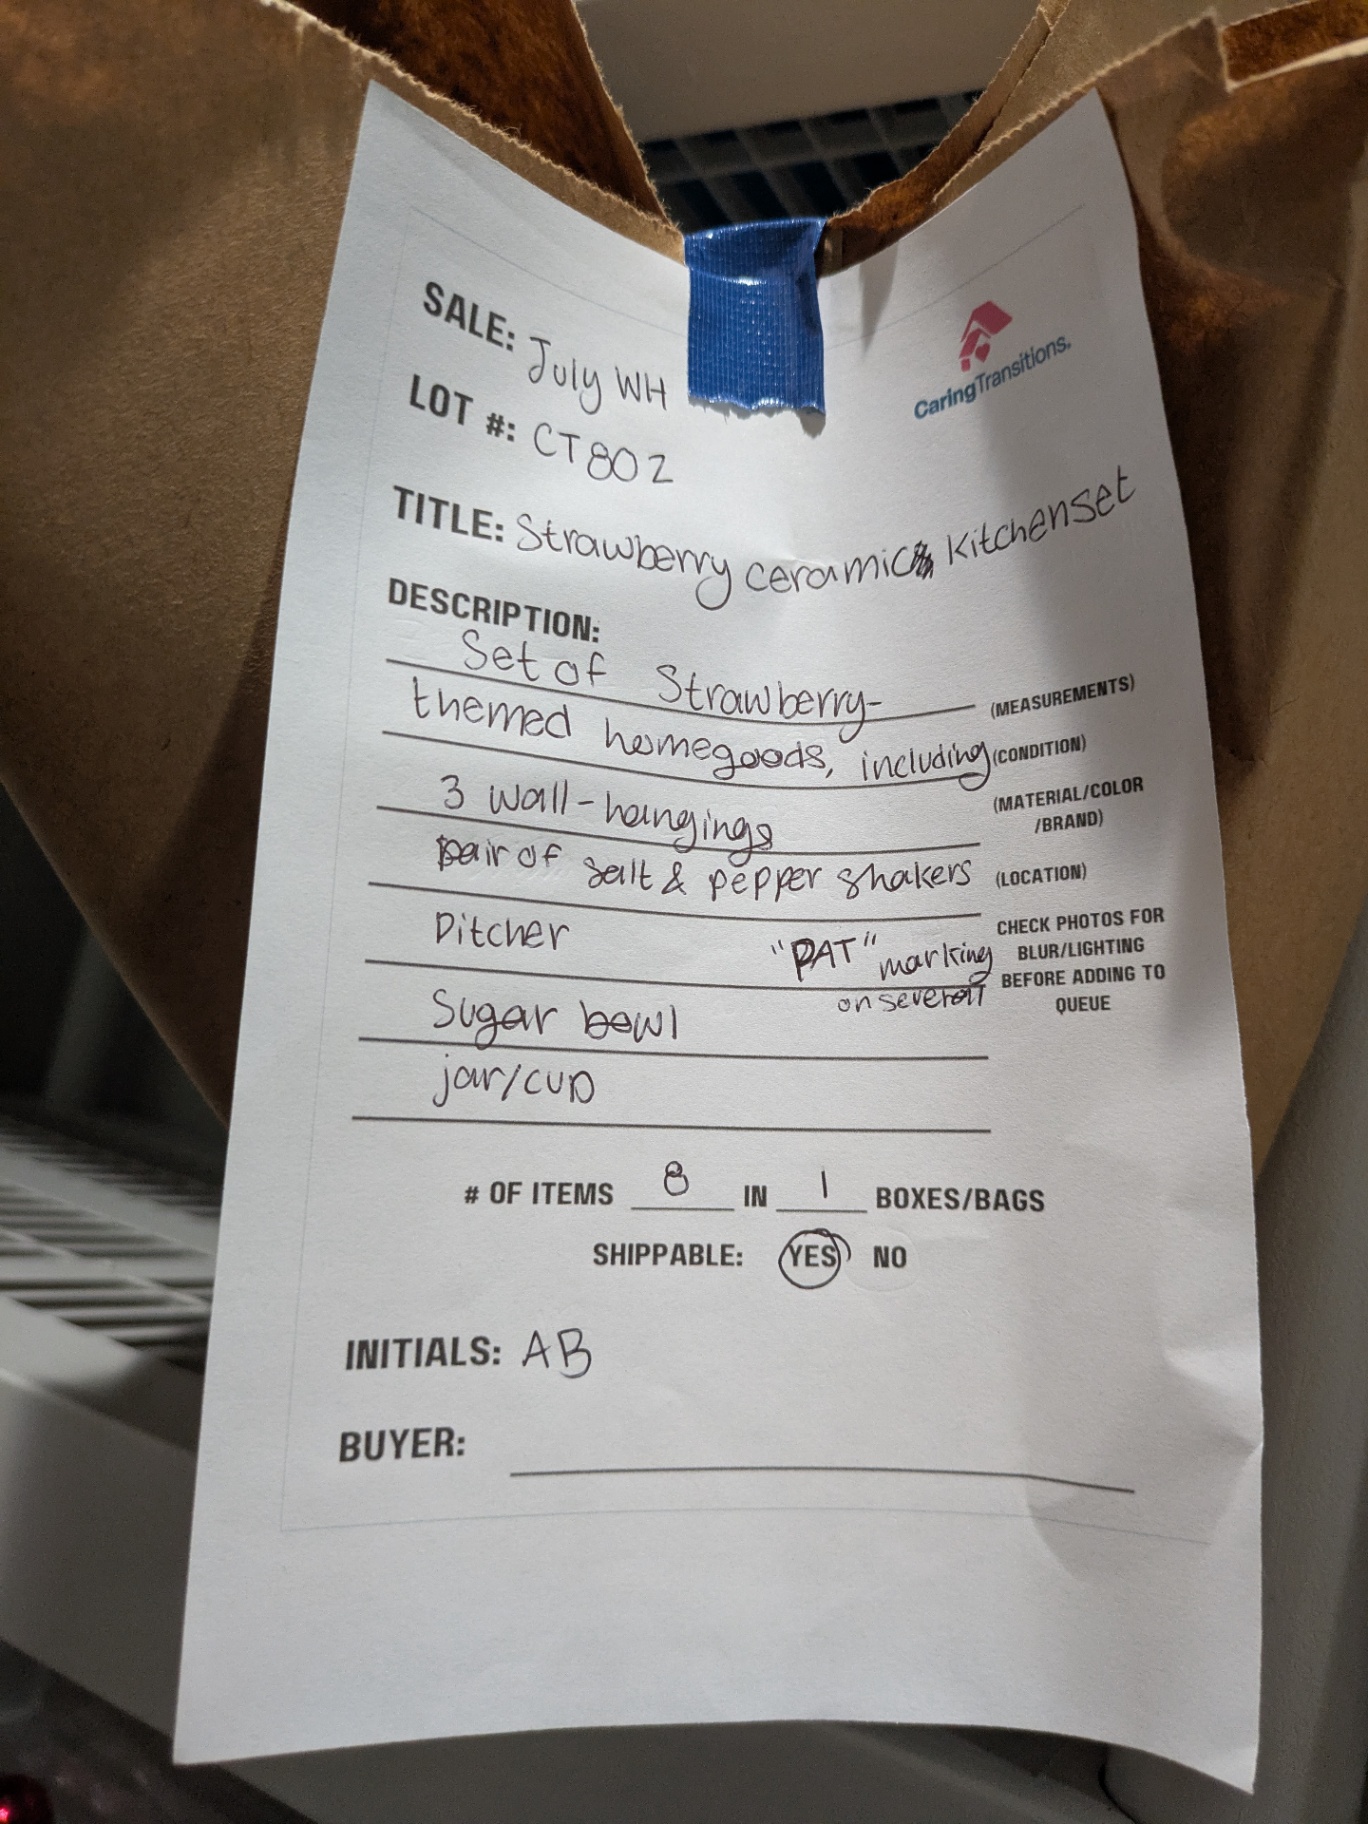 SALE: July WH
CaringTransitions.
LOT #: CT802
TITLE: Strawberry ceramic Kitchenset
DESCRIPTION:
Set of Strawberry-
(MEASUREMENTS)
themed homegoods, including
(CONDITION)
3 wall-hangings
(MATERIAL/COLOR
/BRAND)
pair of salt & pepper shakers
(LOCATION)
Pitcher "PAT" marking
on several
CHECK PHOTOS FOR
BLUR/LIGHTING
BEFORE ADDING TO
QUEUE
Sugar bowl
jar/cup
# OF ITEMS 8 IN 1 BOXES/BAGS
SHIPPABLE: YES NO
INITIALS: AB
BUYER: